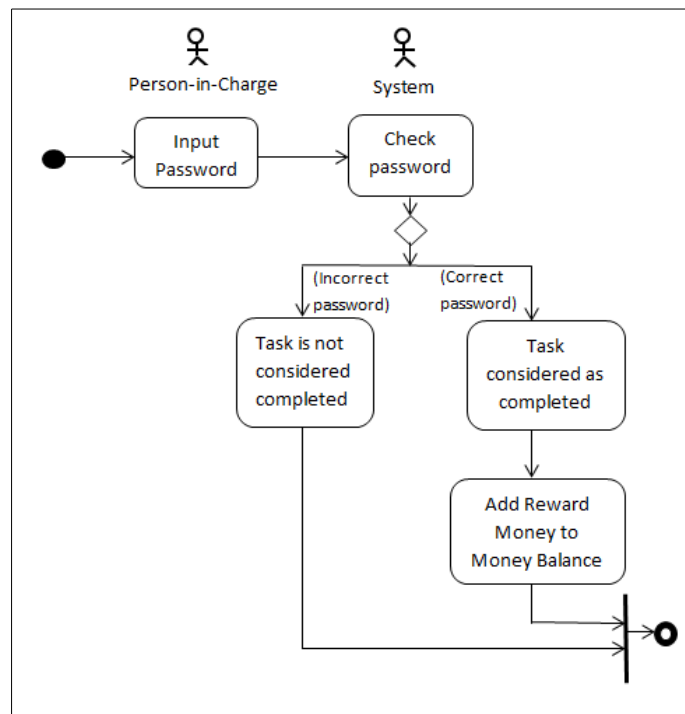 Person-in-Charge
System
Input
Password
Check
password
(Incorrect
password)
(Correct
password)
Task is not
considered
completed
Task
considered as
completed
Add Reward
Money to
Money Balance